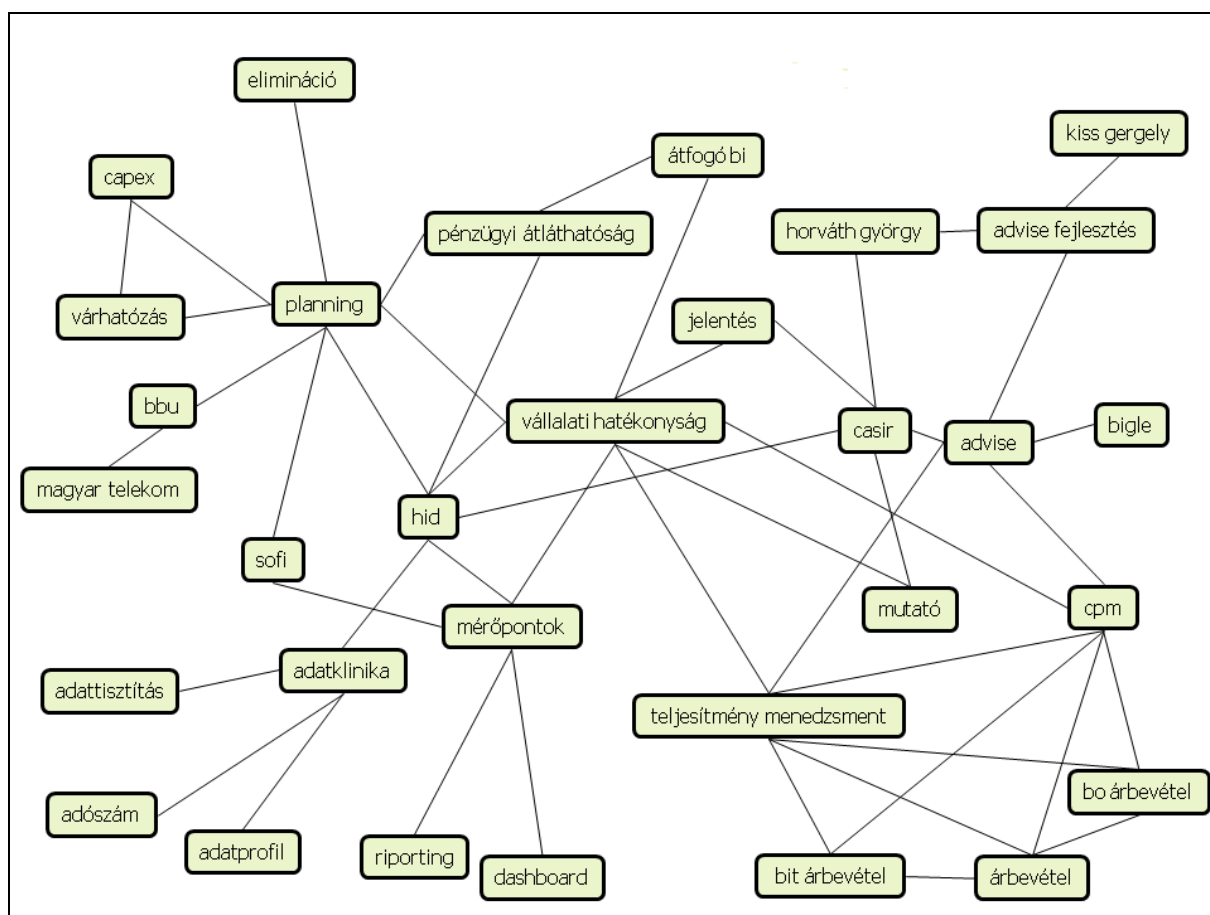 elimináció
kiss gergely
átfogó bi
capex
pénzügyi átláthatóság
horváth györgy
advise fejlesztés
planning
várhatózás
jelentés
bbu
vállalati hatékonyság
casir
advise
bigle
magyar telekom
hid
sofi
mutató
cpm
mérőpontok
adatklinika
adattisztítás
teljesítmény menedzsment
bo árbevétel
adószám
adatprofil
riporting
dashboard
bit árbevétel
árbevétel